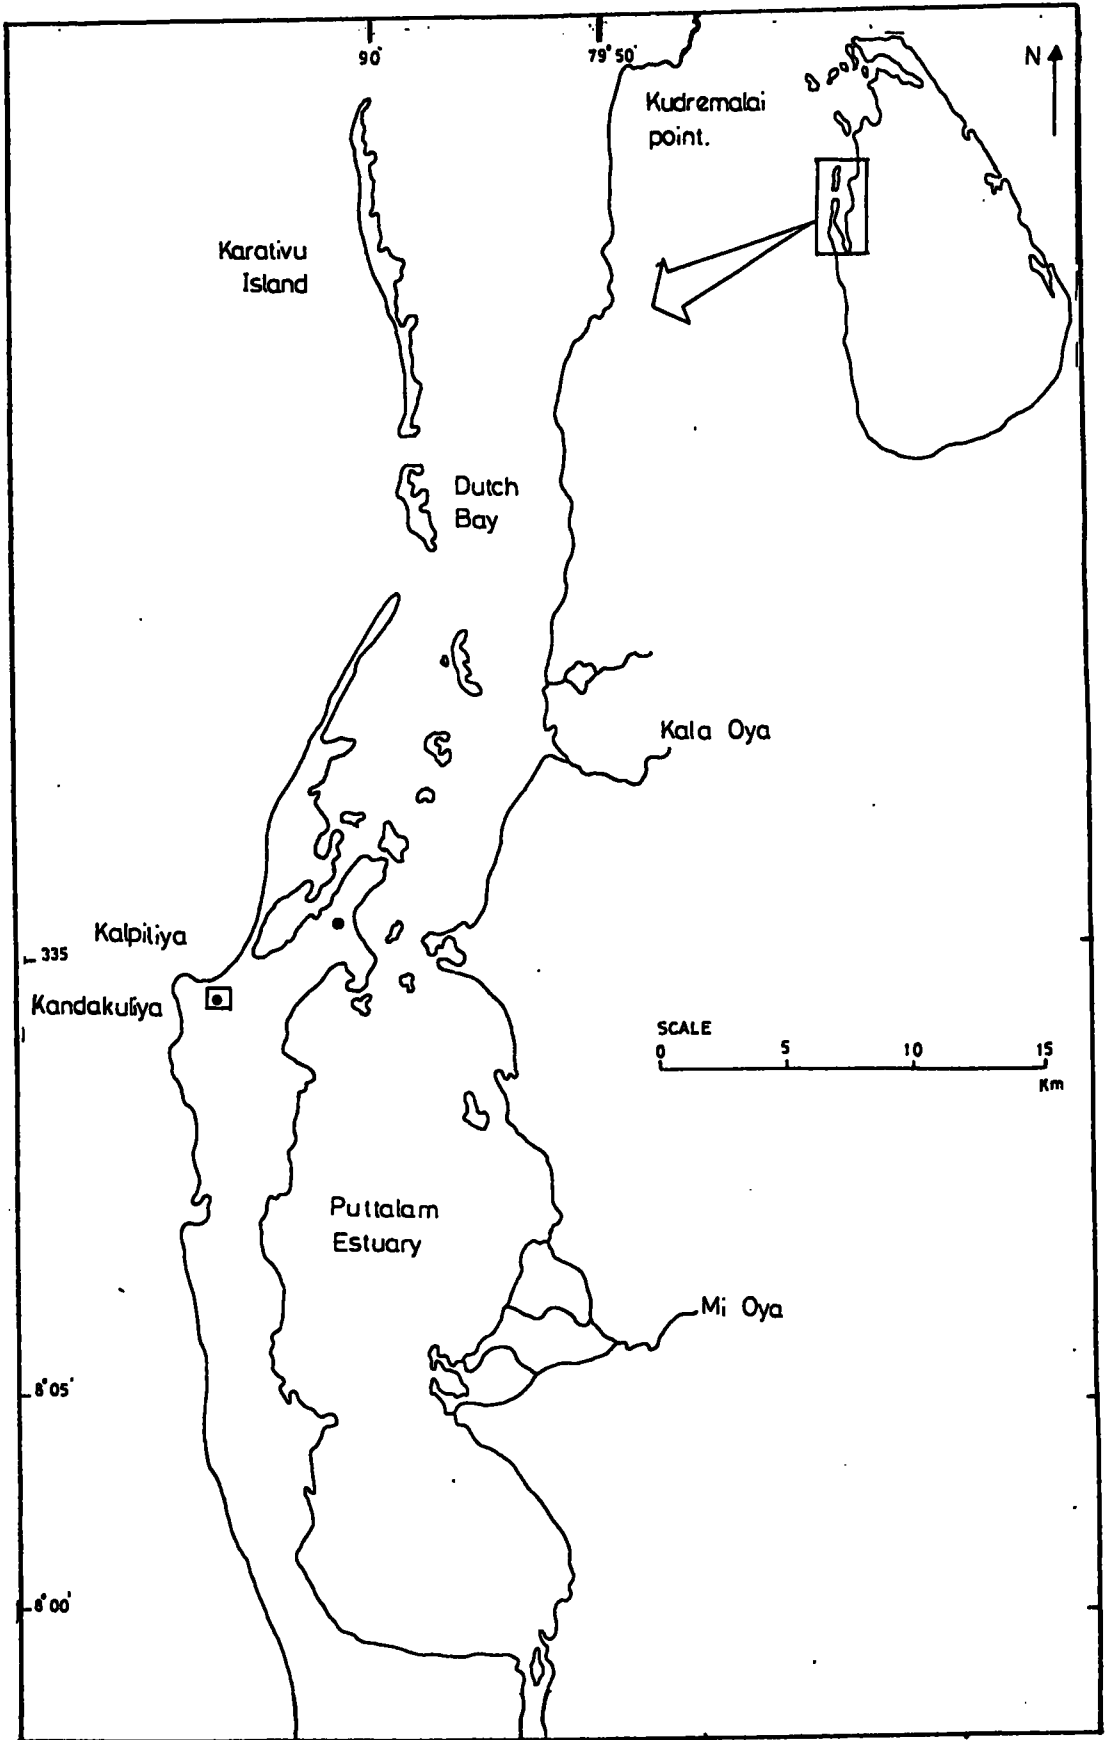 90'
79° 50'
N
Kudremalai
point.
Karativu
Island
Dutch
Bay
Kala Oya
Kalpiliya
335
Kandakuliya
SCALE
0 5 10 15
Km
Puttalam
Estuary
Mi Oya
8°05'
8°00'